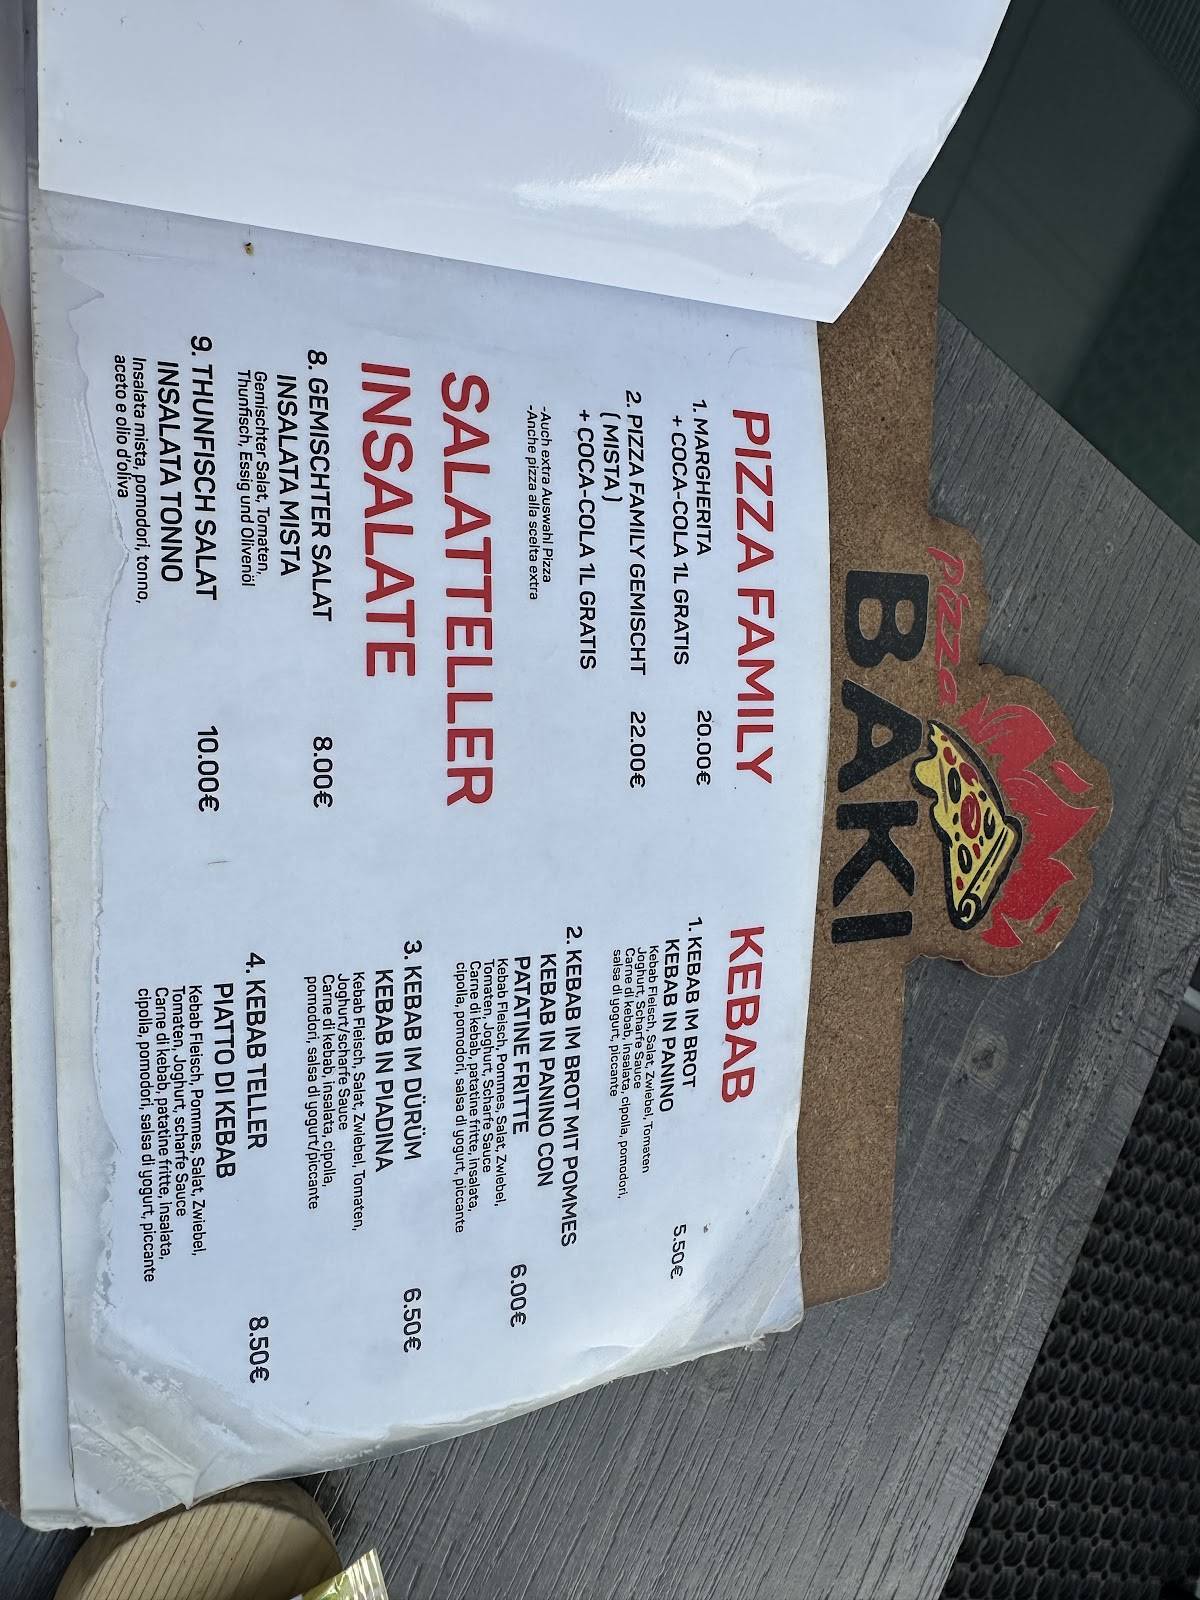 pizza
BAKI
PIZZA FAMILY
1. MARGHERITA
+ COCA-COLA 1L GRATIS 20.00€
2. PIZZA FAMILY GEMISCHT 22.00€
( MISTA )
+ COCA-COLA 1L GRATIS
-Auch extra Auswahl Pizza
-Anche pizza alla scelta extra
SALATTELLER
INSALATE
8. GEMISCHTER SALAT 8.00€
INSALATA MISTA
Gemischter Salat, Tomaten,
Thunfisch, Essig und Olivenöl
9. THUNFISCH SALAT 10.00€
INSALATA TONNO
Insalata mista, pomodori, tonno,
aceto e olio d'oliva
KEBAB
1. KEBAB IM BROT
KEBAB IN PANINO 5.50€
Kebab Fleisch, Salat, Zwiebel, Tomaten
Joghurt, Scharfe Sauce
Carne di kebab, insalata, cipolla, pomodori,
salsa di yogurt, piccante
2. KEBAB IM BROT MIT POMMES
KEBAB IN PANINO CON
PATATINE FRITTE 6.00€
Kebab Fleisch, Pommes, Salat, Zwiebel,
Tomaten, Joghurt, Scharfe Sauce
Carne di kebab, patatine fritte, insalata,
cipolla, pomodori, salsa di yogurt, piccante
3. KEBAB IM DÜRÜM 6.50€
KEBAB IN PIADINA
Kebab Fleisch, Salat, Zwiebel, Tomaten,
Joghurt/scharfe Sauce
Carne di kebab, insalata, cipolla,
pomodori, salsa di yogurt/piccante
4. KEBAB TELLER 8.50€
PIATTO DI KEBAB
Kebab Fleisch, Pommes, Salat, Zwiebel,
Tomaten, Joghurt, scharfe Sauce
Carne di kebab, patatine fritte, insalata,
cipolla, pomodori, salsa di yogurt, piccante